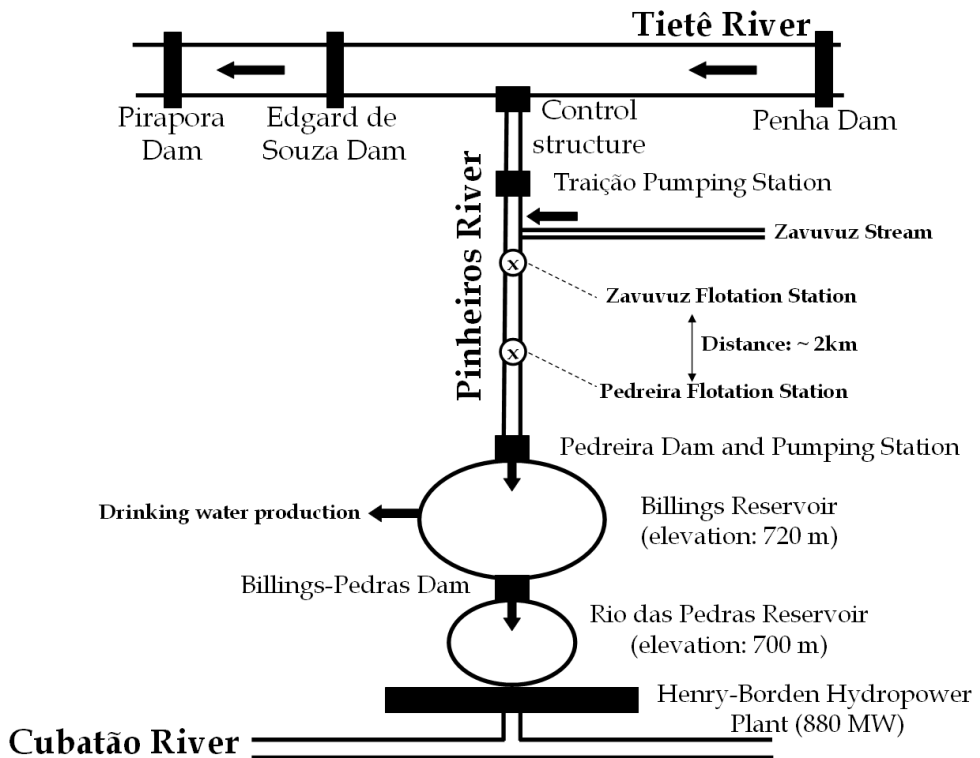 Tietê River
Pirapora
Dam
Edgard de
Souza Dam
Control
structure
Penha Dam
Traição Pumping Station
Pinheiros River
Zavuvuz Stream
x
Zavuvuz Flotation Station
Distance: ~ 2km
x
Pedreira Flotation Station
Pedreira Dam and Pumping Station
Drinking water production
Billings Reservoir
(elevation: 720 m)
Billings-Pedras Dam
Rio das Pedras Reservoir
(elevation: 700 m)
Henry-Borden Hydropower
Plant (880 MW)
Cubatão River